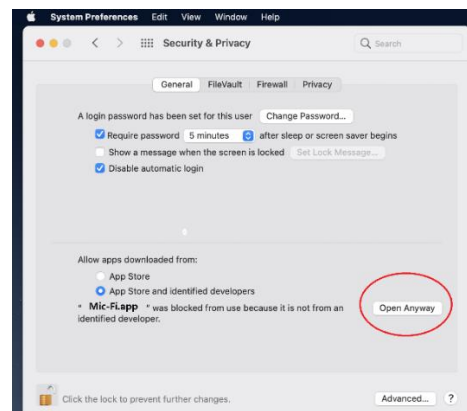 System Preferences Edit View Window Help
Security & Privacy
Search
General FileVault Firewall Privacy
A login password has been set for this user Change Password...
Require password 5 minutes after sleep or screen saver begins
Show a message when the screen is locked Set Lock Message...
Disable automatic login
Allow apps downloaded from:
App Store
App Store and identified developers
" Mic-Fi.app " was blocked from use because it is not from an
identified developer.
Open Anyway
Click the lock to prevent further changes.
Advanced... ?